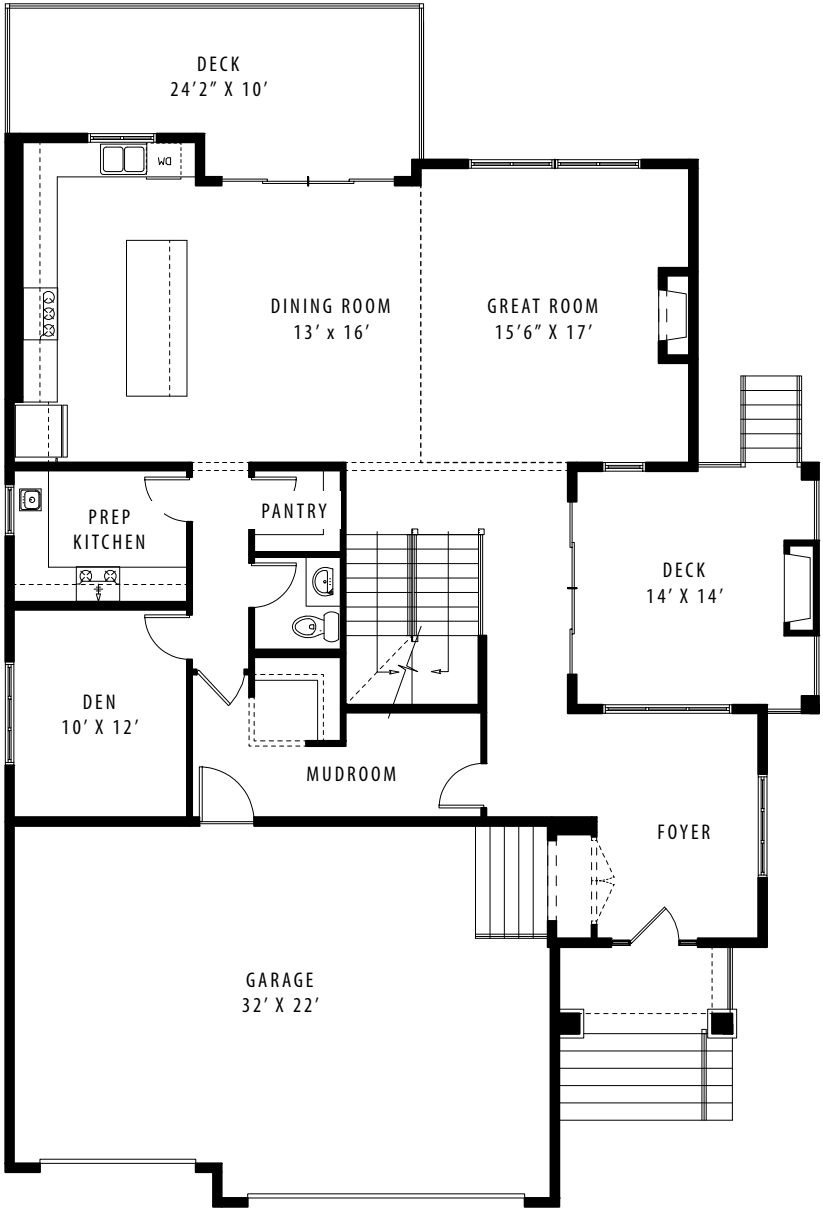 DECK
24'2" X 10'
DW
DINING ROOM
13' x 16'
GREAT ROOM
15'6" X 17'
PREP
KITCHEN
PANTRY
DECK
14' X 14'
DEN
10' X 12'
MUDROOM
FOYER
GARAGE
32' X 22'